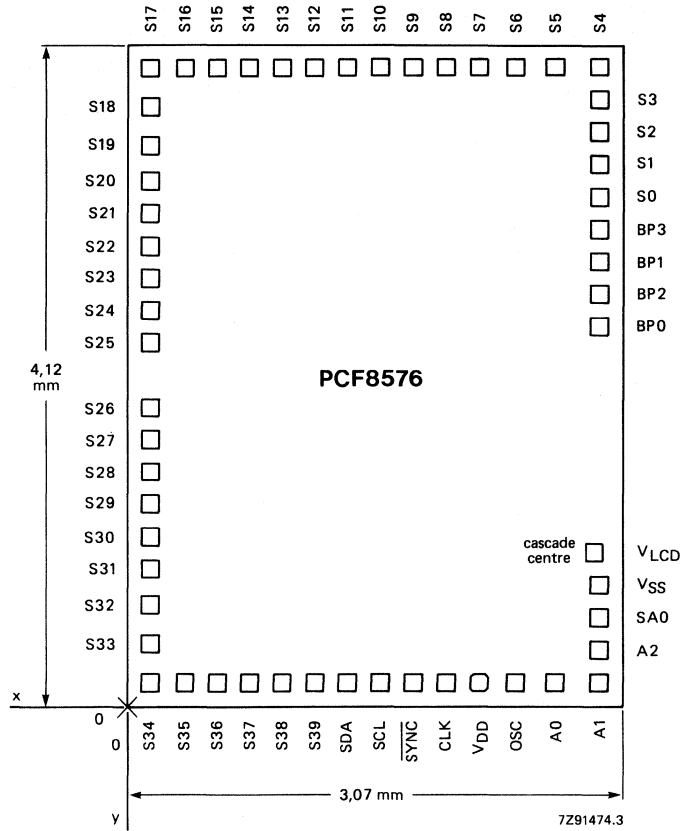 S17 S16 S15 S14 S13 S12 S11 S10 S9 S8 S7 S6 S5 S4
S18
S19
S20
S21
S22
S23
S24
S25
S26
S27
S28
S29
S30
S31
S32
S33
S3
S2
S1
S0
BP3
BP1
BP2
BP0
4,12
mm
PCF8576
cascade
centre
VLCD
VSS
SA0
A2
x
0
0
y
S34 S35 S36 S37 S38 S39 SDA SCL SYNC CLK VDD OSC A0 A1
3,07 mm
7Z91474.3